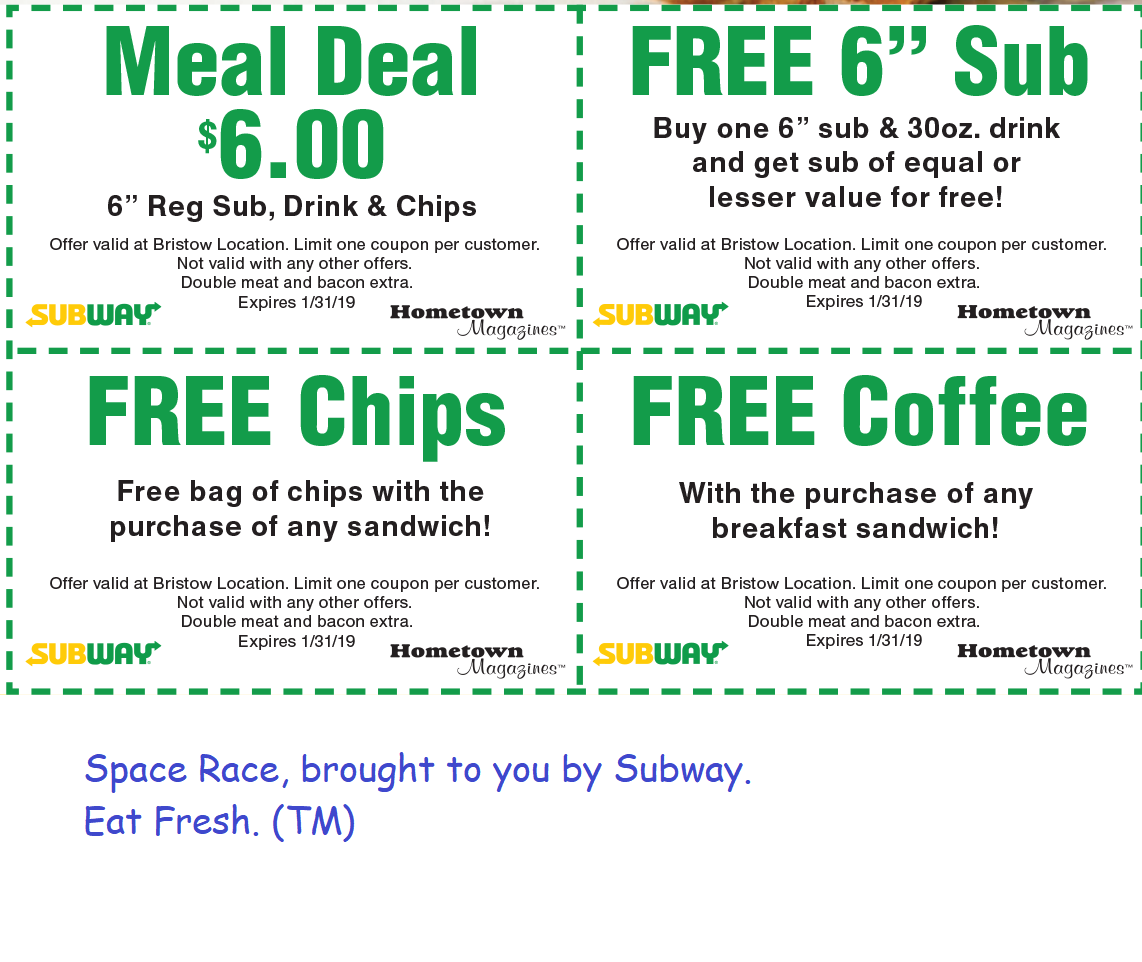 Meal Deal
$6.00
6” Reg Sub, Drink & Chips
Offer valid at Bristow Location. Limit one coupon per customer.
Not valid with any other offers.
Double meat and bacon extra.
Expires 1/31/19
SUBWAY®
Hometown
Magazines™
FREE 6” Sub
Buy one 6” sub & 30oz. drink
and get sub of equal or
lesser value for free!
Offer valid at Bristow Location. Limit one coupon per customer.
Not valid with any other offers.
Double meat and bacon extra.
Expires 1/31/19
SUBWAY®
Hometown
Magazines™
FREE Chips
Free bag of chips with the
purchase of any sandwich!
Offer valid at Bristow Location. Limit one coupon per customer.
Not valid with any other offers.
Double meat and bacon extra.
Expires 1/31/19
SUBWAY®
Hometown
Magazines™
FREE Coffee
With the purchase of any
breakfast sandwich!
Offer valid at Bristow Location. Limit one coupon per customer.
Not valid with any other offers.
Double meat and bacon extra.
Expires 1/31/19
SUBWAY®
Hometown
Magazines™
Space Race, brought to you by Subway.
Eat Fresh. (TM)